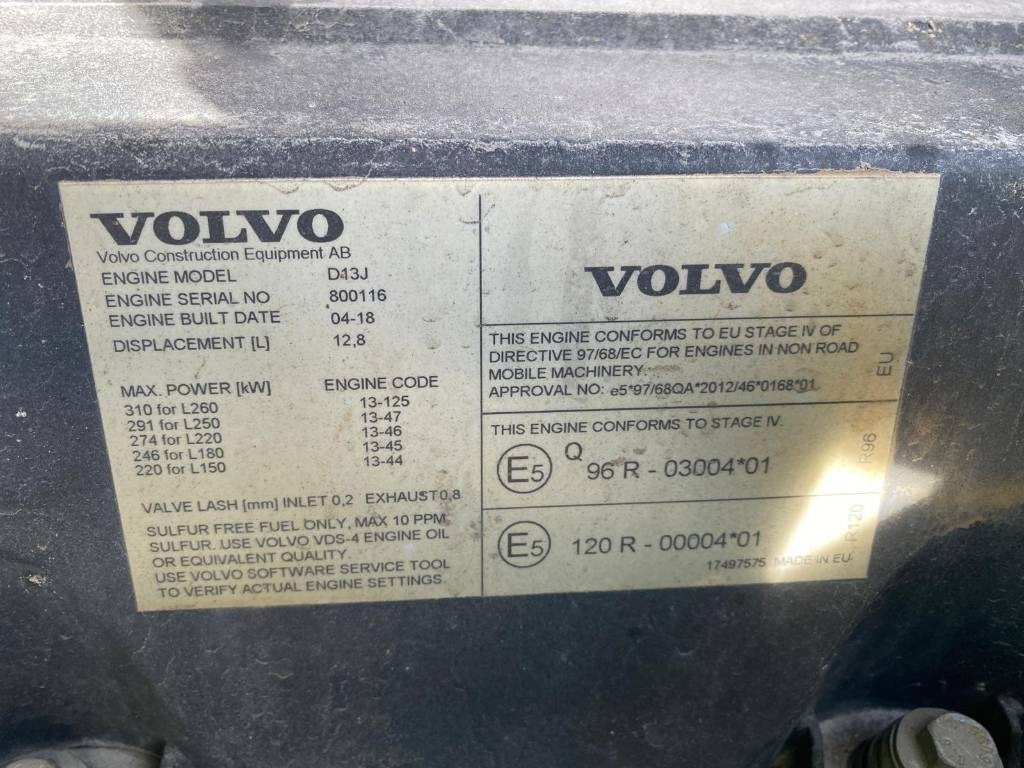 VOLVO
Volvo Construction Equipment AB
ENGINE MODEL D13J
ENGINE SERIAL NO 800116
ENGINE BUILT DATE 04-18
DISPLACEMENT [L] 12,8
MAX. POWER [kW] ENGINE CODE
310 for L260 13-125
291 for L250 13-47
274 for L220 13-46
246 for L180 13-45
220 for L150 13-44
VALVE LASH [mm] INLET 0,2 EXHAUST 0,8
SULFUR FREE FUEL ONLY, MAX 10 PPM
SULFUR. USE VOLVO VDS-4 ENGINE OIL
OR EQUIVALENT QUALITY.
USE VOLVO SOFTWARE SERVICE TOOL
TO VERIFY ACTUAL ENGINE SETTINGS.
VOLVO
THIS ENGINE CONFORMS TO EU STAGE IV OF
DIRECTIVE 97/68/EC FOR ENGINES IN NON ROAD
MOBILE MACHINERY.
APPROVAL NO: e5*97/68QA*2012/46*0168*01
EU 2
THIS ENGINE CONFORMS TO STAGE IV.
E5 Q 96 R - 03004*01
R96
E5 120 R - 00004*01
R120
17497575 MADE IN EU